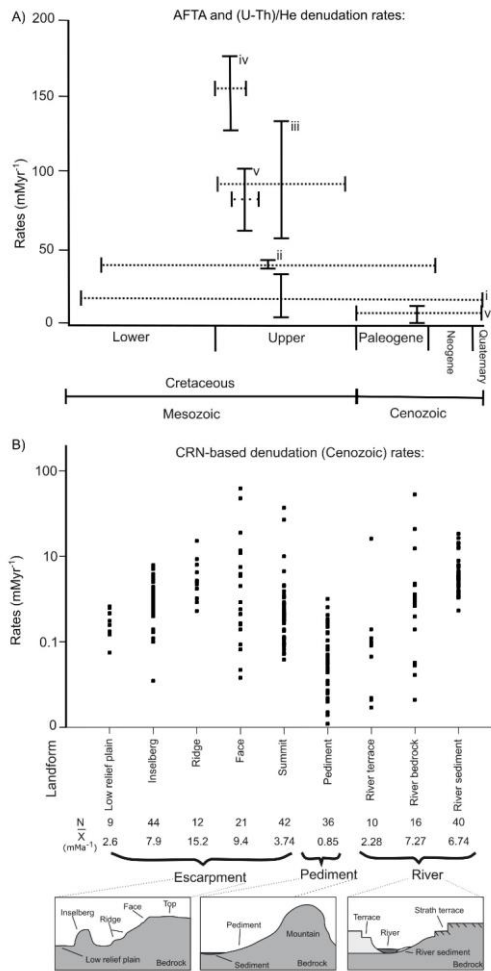 A) AFTA and (U-Th)/He denudation rates:
200
150
100
50
0
Rates (mMyr-1)
iv
iii
v
ii
i
v
Lower
Upper
Paleogene
Neogene
Quaternary
Cretaceous
Mesozoic
Cenozoic
B) CRN-based denudation (Cenozoic) rates:
100
10
0.1
0
Rates (mMyr-1)
Landform
Low relief plain
Inselberg
Ridge
Face
Summit
Pediment
River terrace
River bedrock
River sediment
N 9 44 12 21 42 36 10 16 40
X̄ (mMa-1) 2.6 7.9 15.2 9.4 3.74 0.85 2.28 7.27 6.74
Escarpment Pediment River
Inselberg
Ridge
Face
Top
Low relief plain
Bedrock
Pediment
Mountain
Sediment
Bedrock
Terrace
River
Strath terrace
River sediment
Bedrock